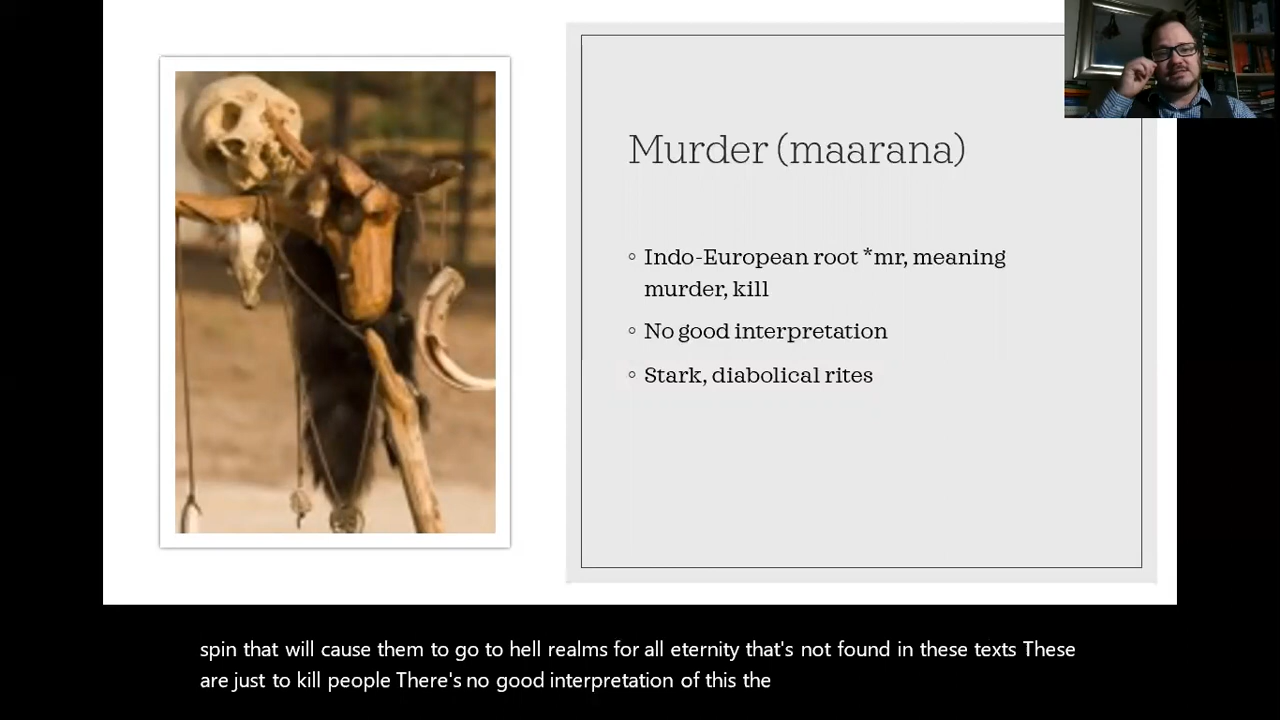 Murder (maarana)
◦ Indo-European root *mr, meaning
murder, kill
◦ No good interpretation
◦ Stark, diabolical rites
spin that will cause them to go to hell realms for all eternity that's not found in these texts These
are just to kill people There's no good interpretation of this the